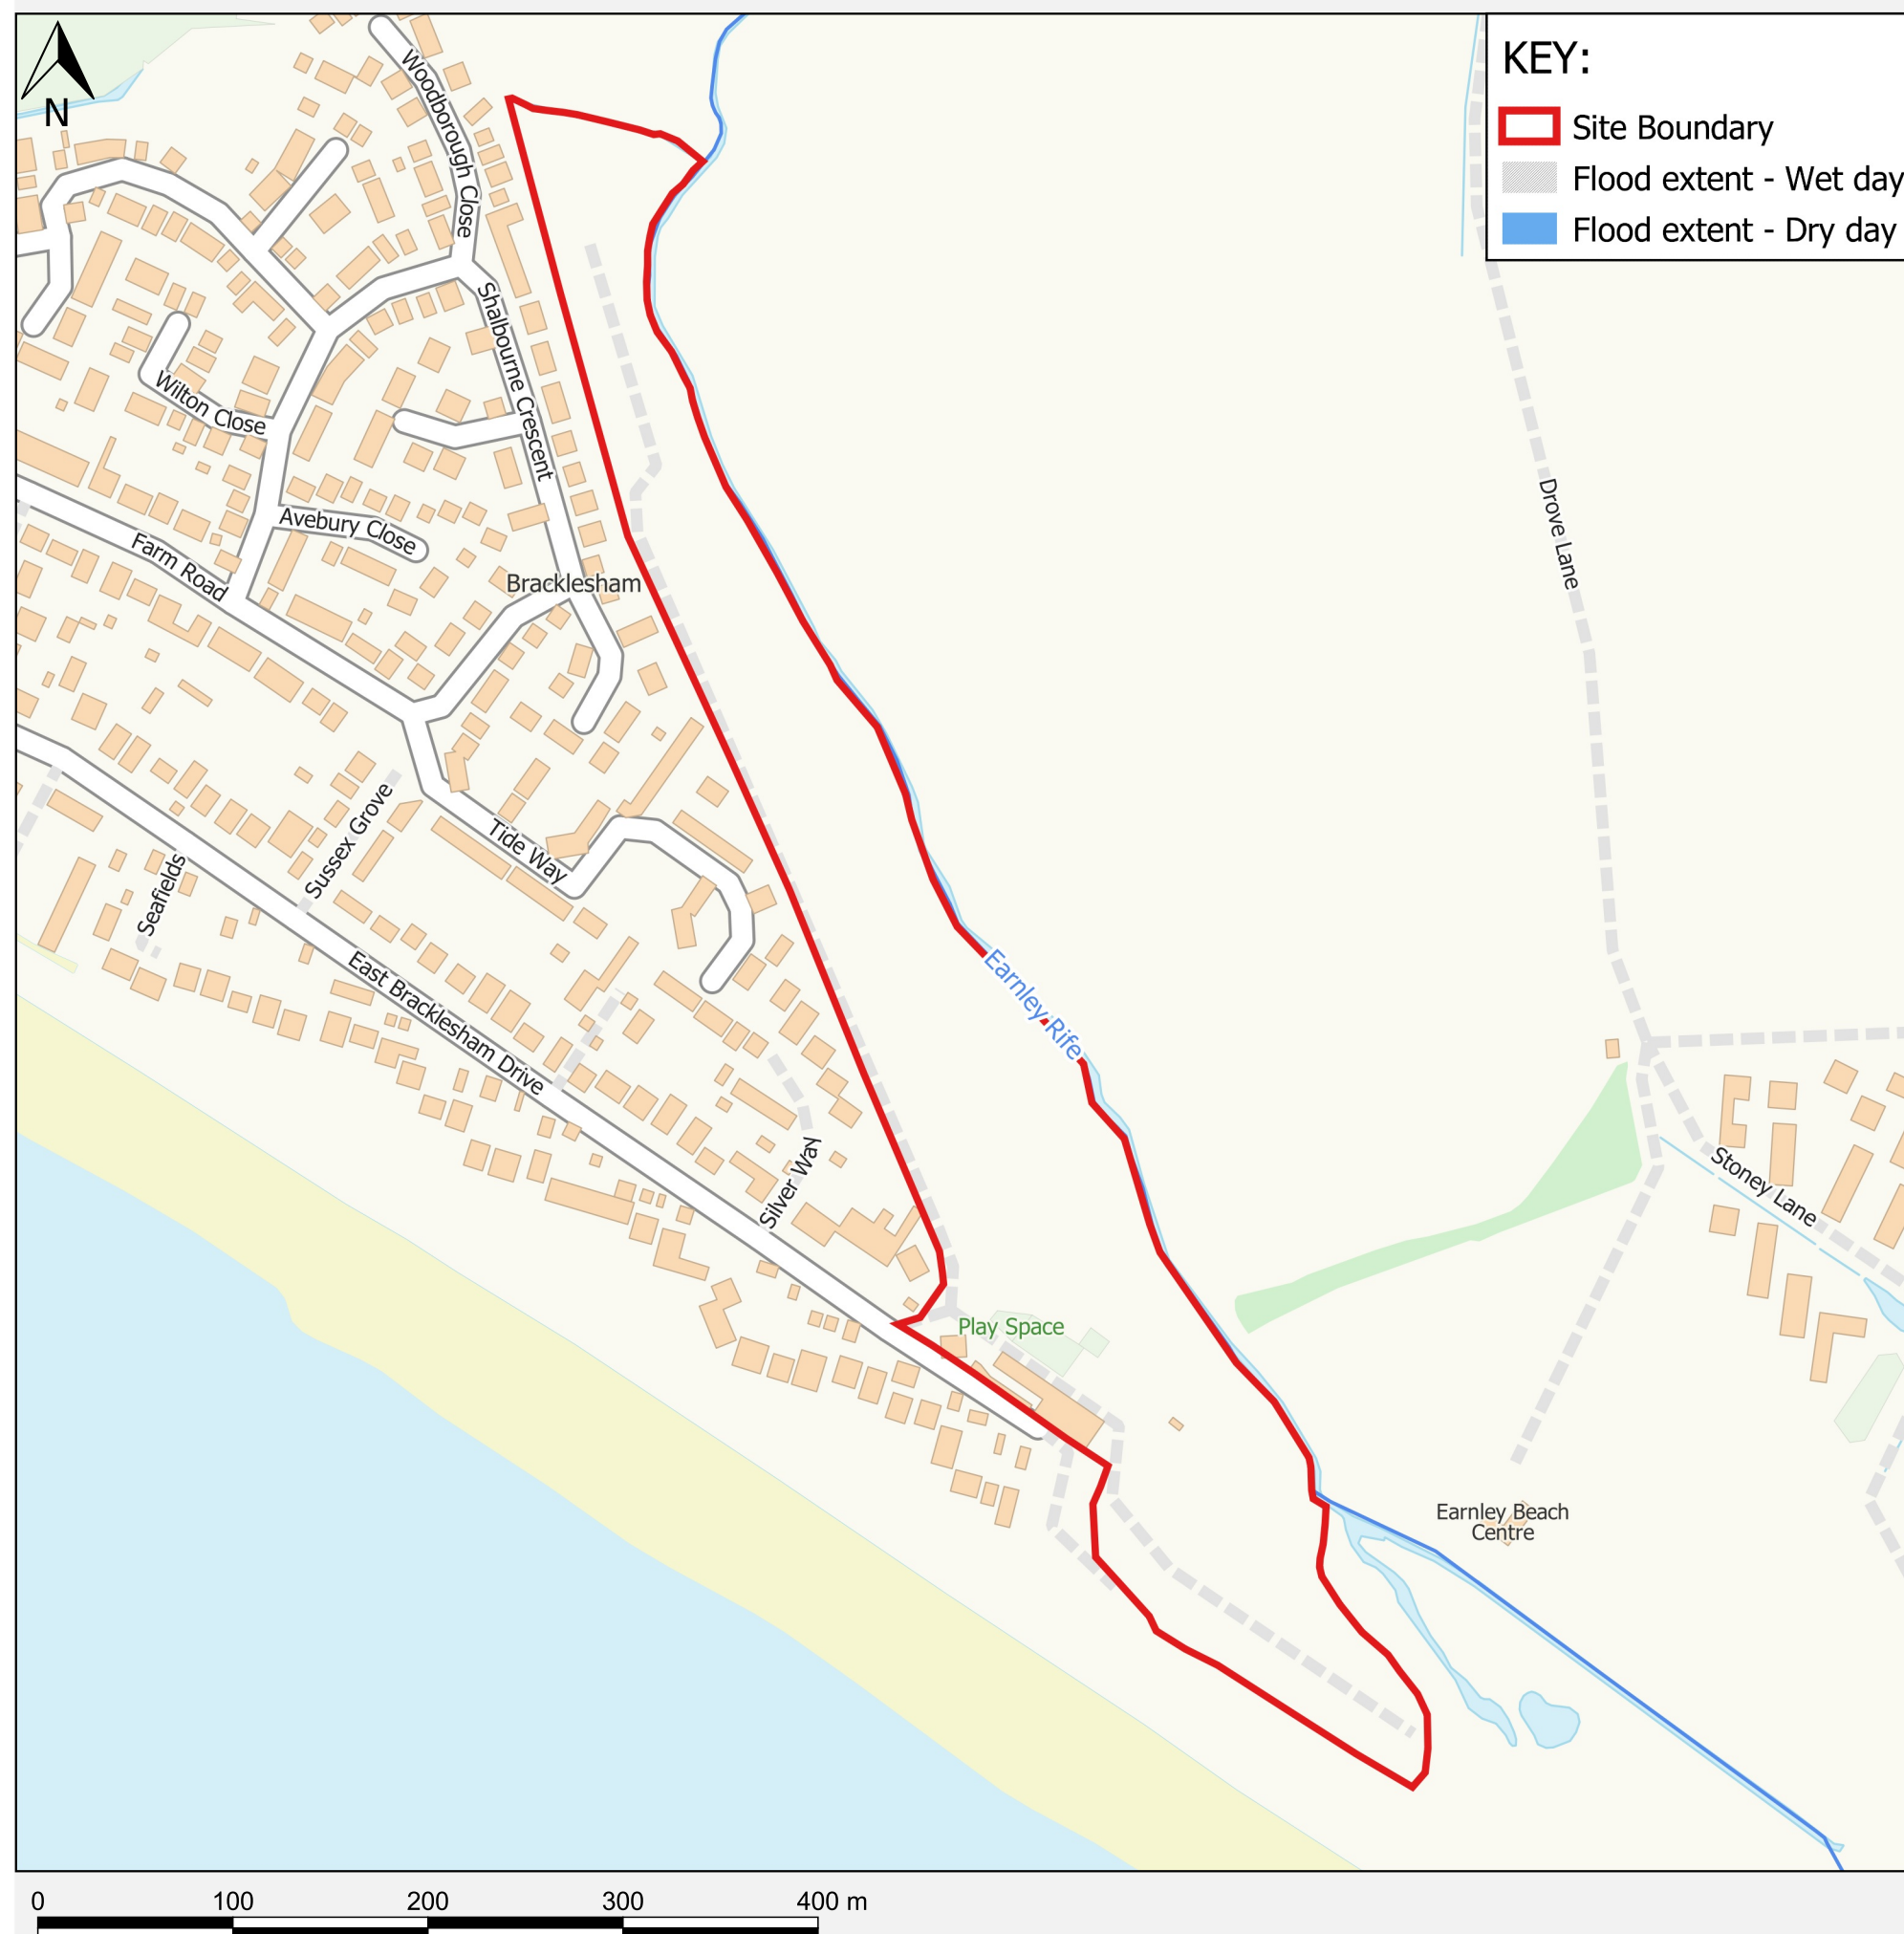 N
KEY:
Site Boundary
Flood extent - Wet day
Flood extent - Dry day
Woodborough Close
Shalbourne Crescent
Wilton Close
Avebury Close
Farm Road
Bracklesham
Drove Lane
Sussex Grove
Tide Way
Seafields
East Bracklesham Drive
Earnley Rife
Silver Way
Stoney Lane
Play Space
Earnley Beach
Centre
0 100 200 300 400 m